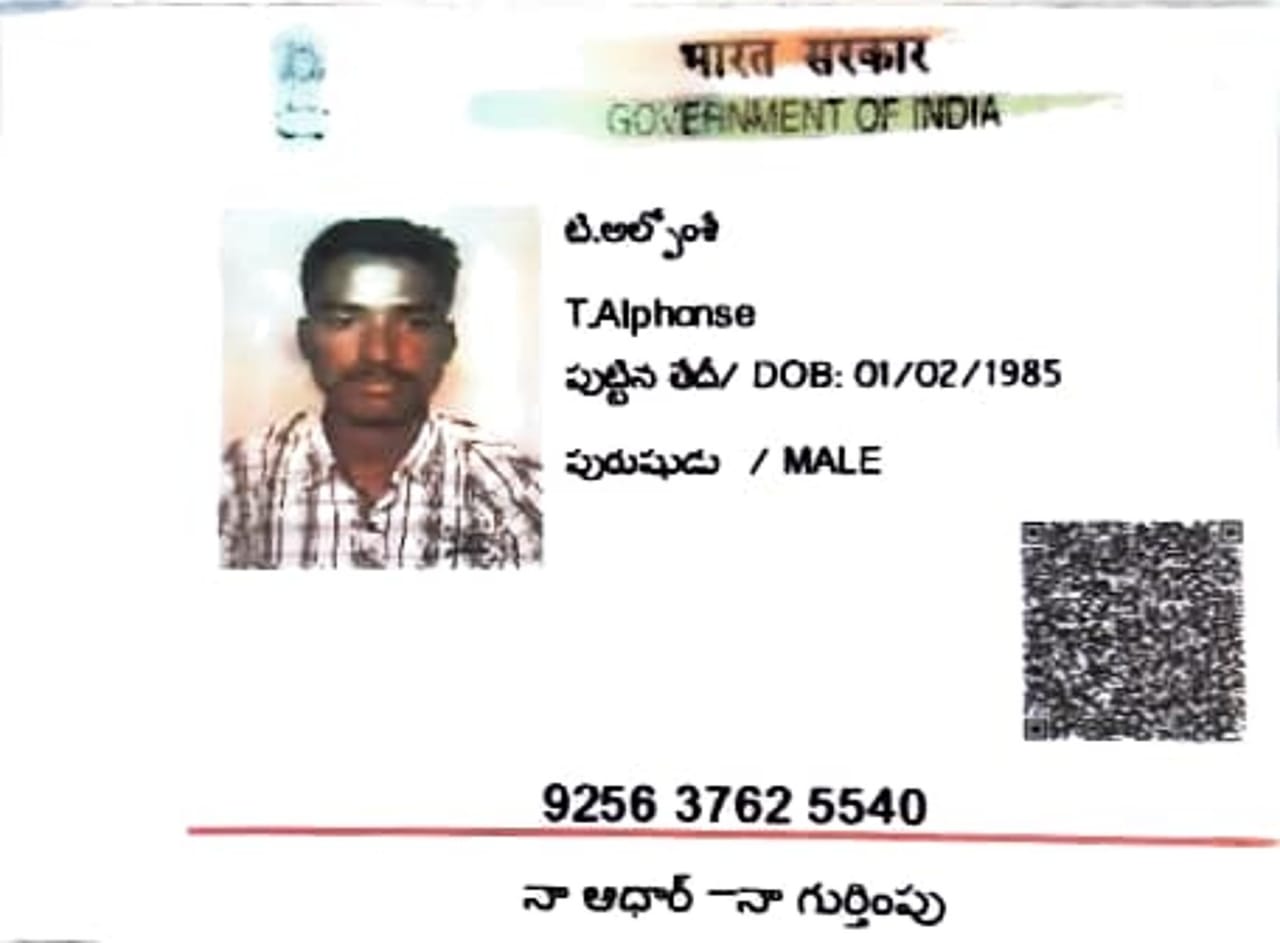 भारत सरकार
GOVERNMENT OF INDIA
టి.అల్ఫోంశీ
T.Alphonse
పుట్టిన తేదీ/ DOB: 01/02/1985
పురుషుడు / MALE
9256 3762 5540
నా ఆధార్ –నా గుర్తింపు